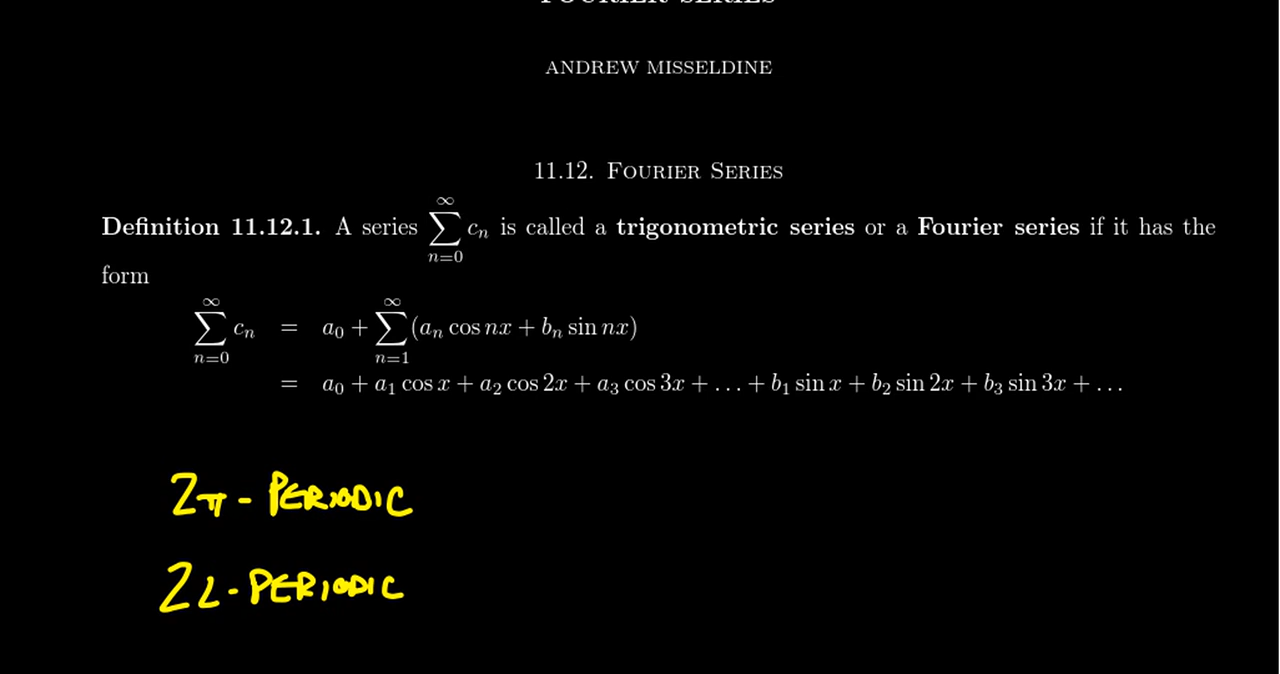 FOURIER SERIES
ANDREW MISSELDINE
11.12. FOURIER SERIES
Definition 11.12.1. A series ∑_{n=0}^{∞} c_n is called a trigonometric series or a Fourier series if it has the
form
∑_{n=0}^{∞} c_n = a_0 + ∑_{n=1}^{∞} (a_n cos nx + b_n sin nx)
= a_0 + a_1 cos x + a_2 cos 2x + a_3 cos 3x + ... + b_1 sin x + b_2 sin 2x + b_3 sin 3x + ...
2π - PERIODIC
2L - PERIODIC